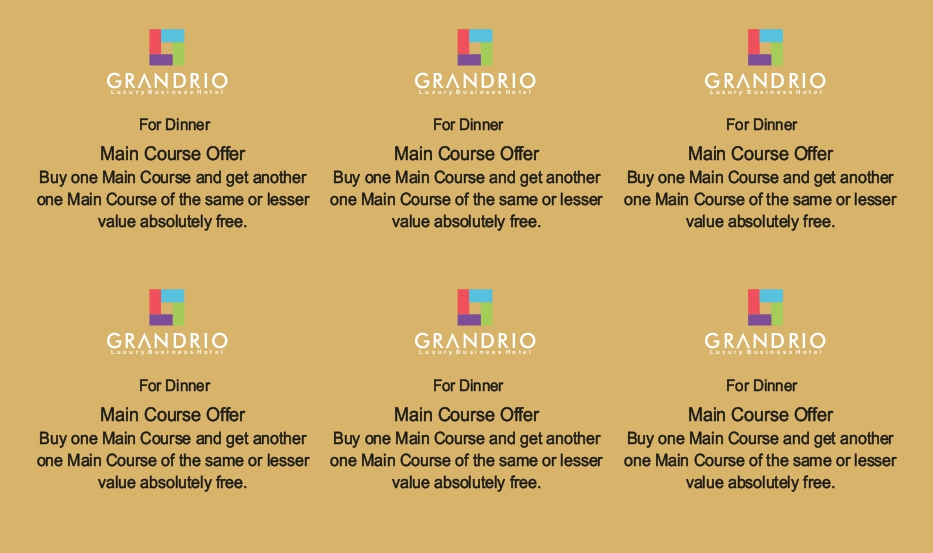 GRANDRIO
Luxury Business Hotel
For Dinner
Main Course Offer
Buy one Main Course and get another
one Main Course of the same or lesser
value absolutely free.
GRANDRIO
Luxury Business Hotel
For Dinner
Main Course Offer
Buy one Main Course and get another
one Main Course of the same or lesser
value absolutely free.
GRANDRIO
Luxury Business Hotel
For Dinner
Main Course Offer
Buy one Main Course and get another
one Main Course of the same or lesser
value absolutely free.
GRANDRIO
Luxury Business Hotel
For Dinner
Main Course Offer
Buy one Main Course and get another
one Main Course of the same or lesser
value absolutely free.
GRANDRIO
Luxury Business Hotel
For Dinner
Main Course Offer
Buy one Main Course and get another
one Main Course of the same or lesser
value absolutely free.
GRANDRIO
Luxury Business Hotel
For Dinner
Main Course Offer
Buy one Main Course and get another
one Main Course of the same or lesser
value absolutely free.